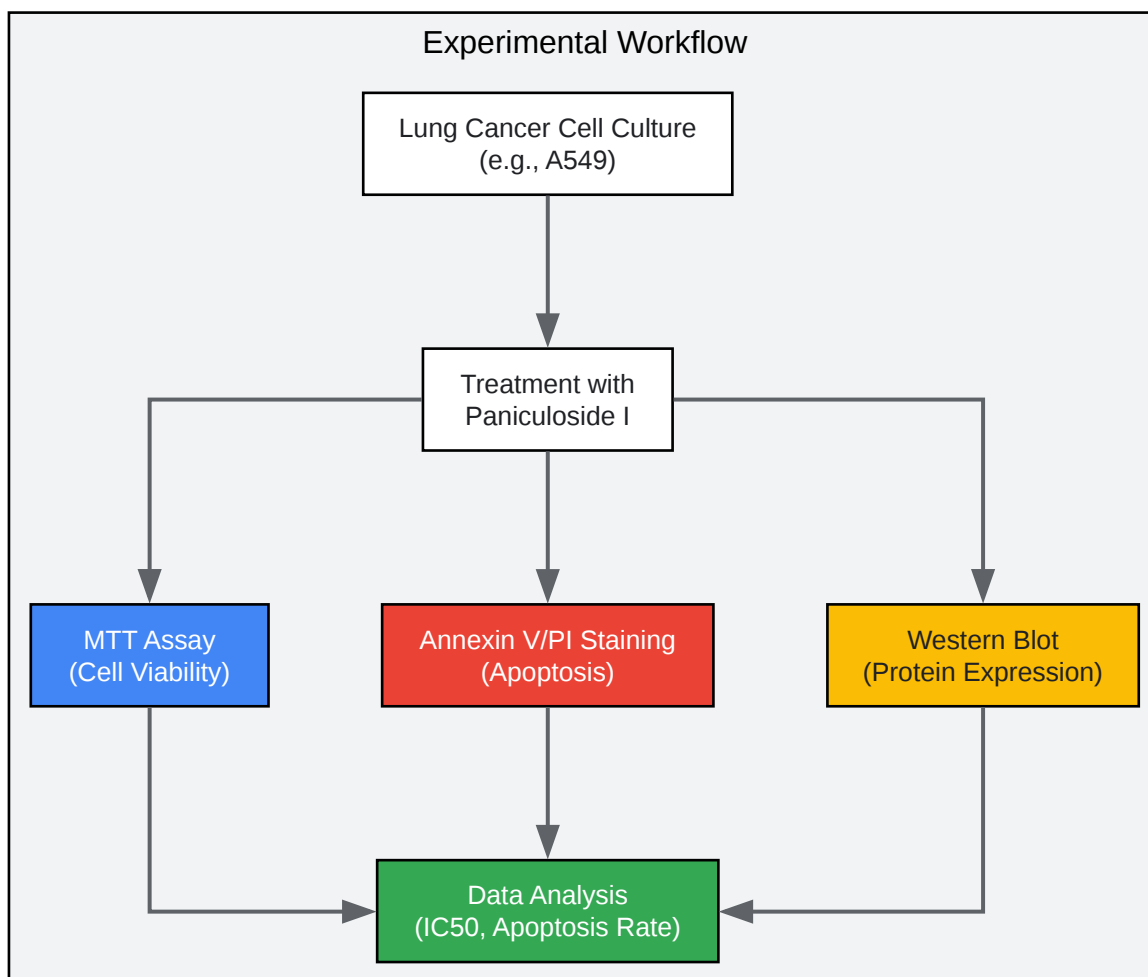 Experimental Workflow
Lung Cancer Cell Culture
(e.g., A549)
Treatment with
Paniculoside I
MTT Assay
(Cell Viability)
Annexin V/PI Staining
(Apoptosis)
Western Blot
(Protein Expression)
Data Analysis
(IC50, Apoptosis Rate)